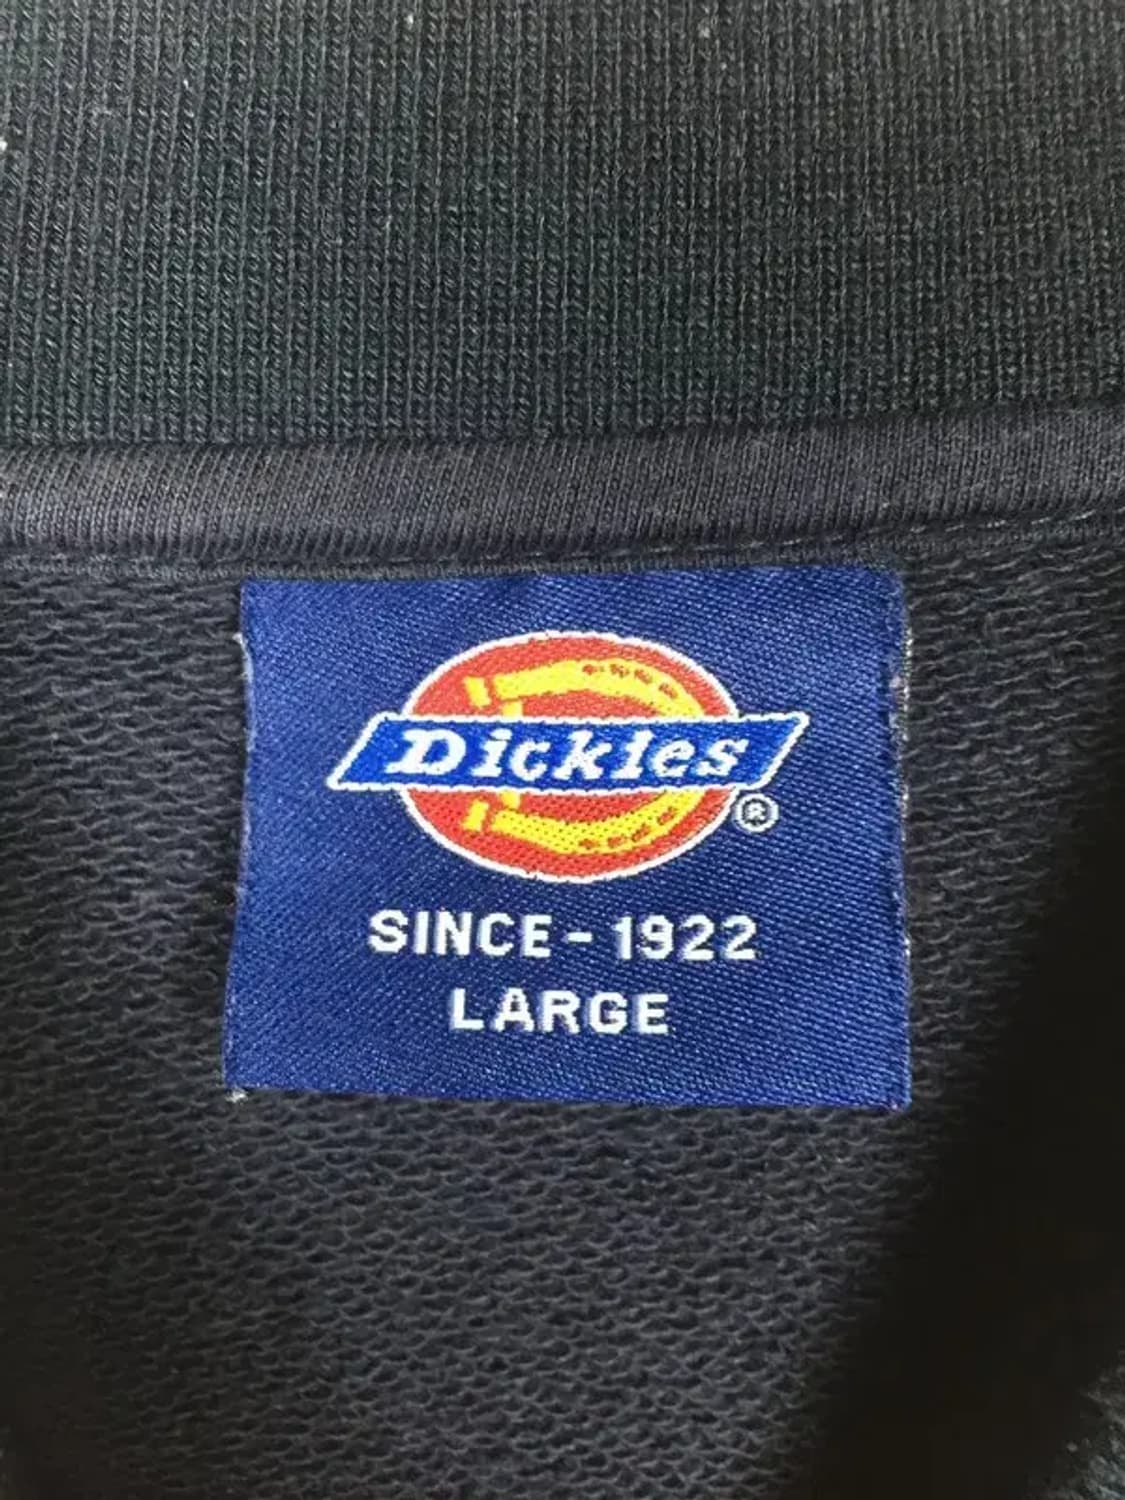 Dickies®
SINCE - 1922
LARGE